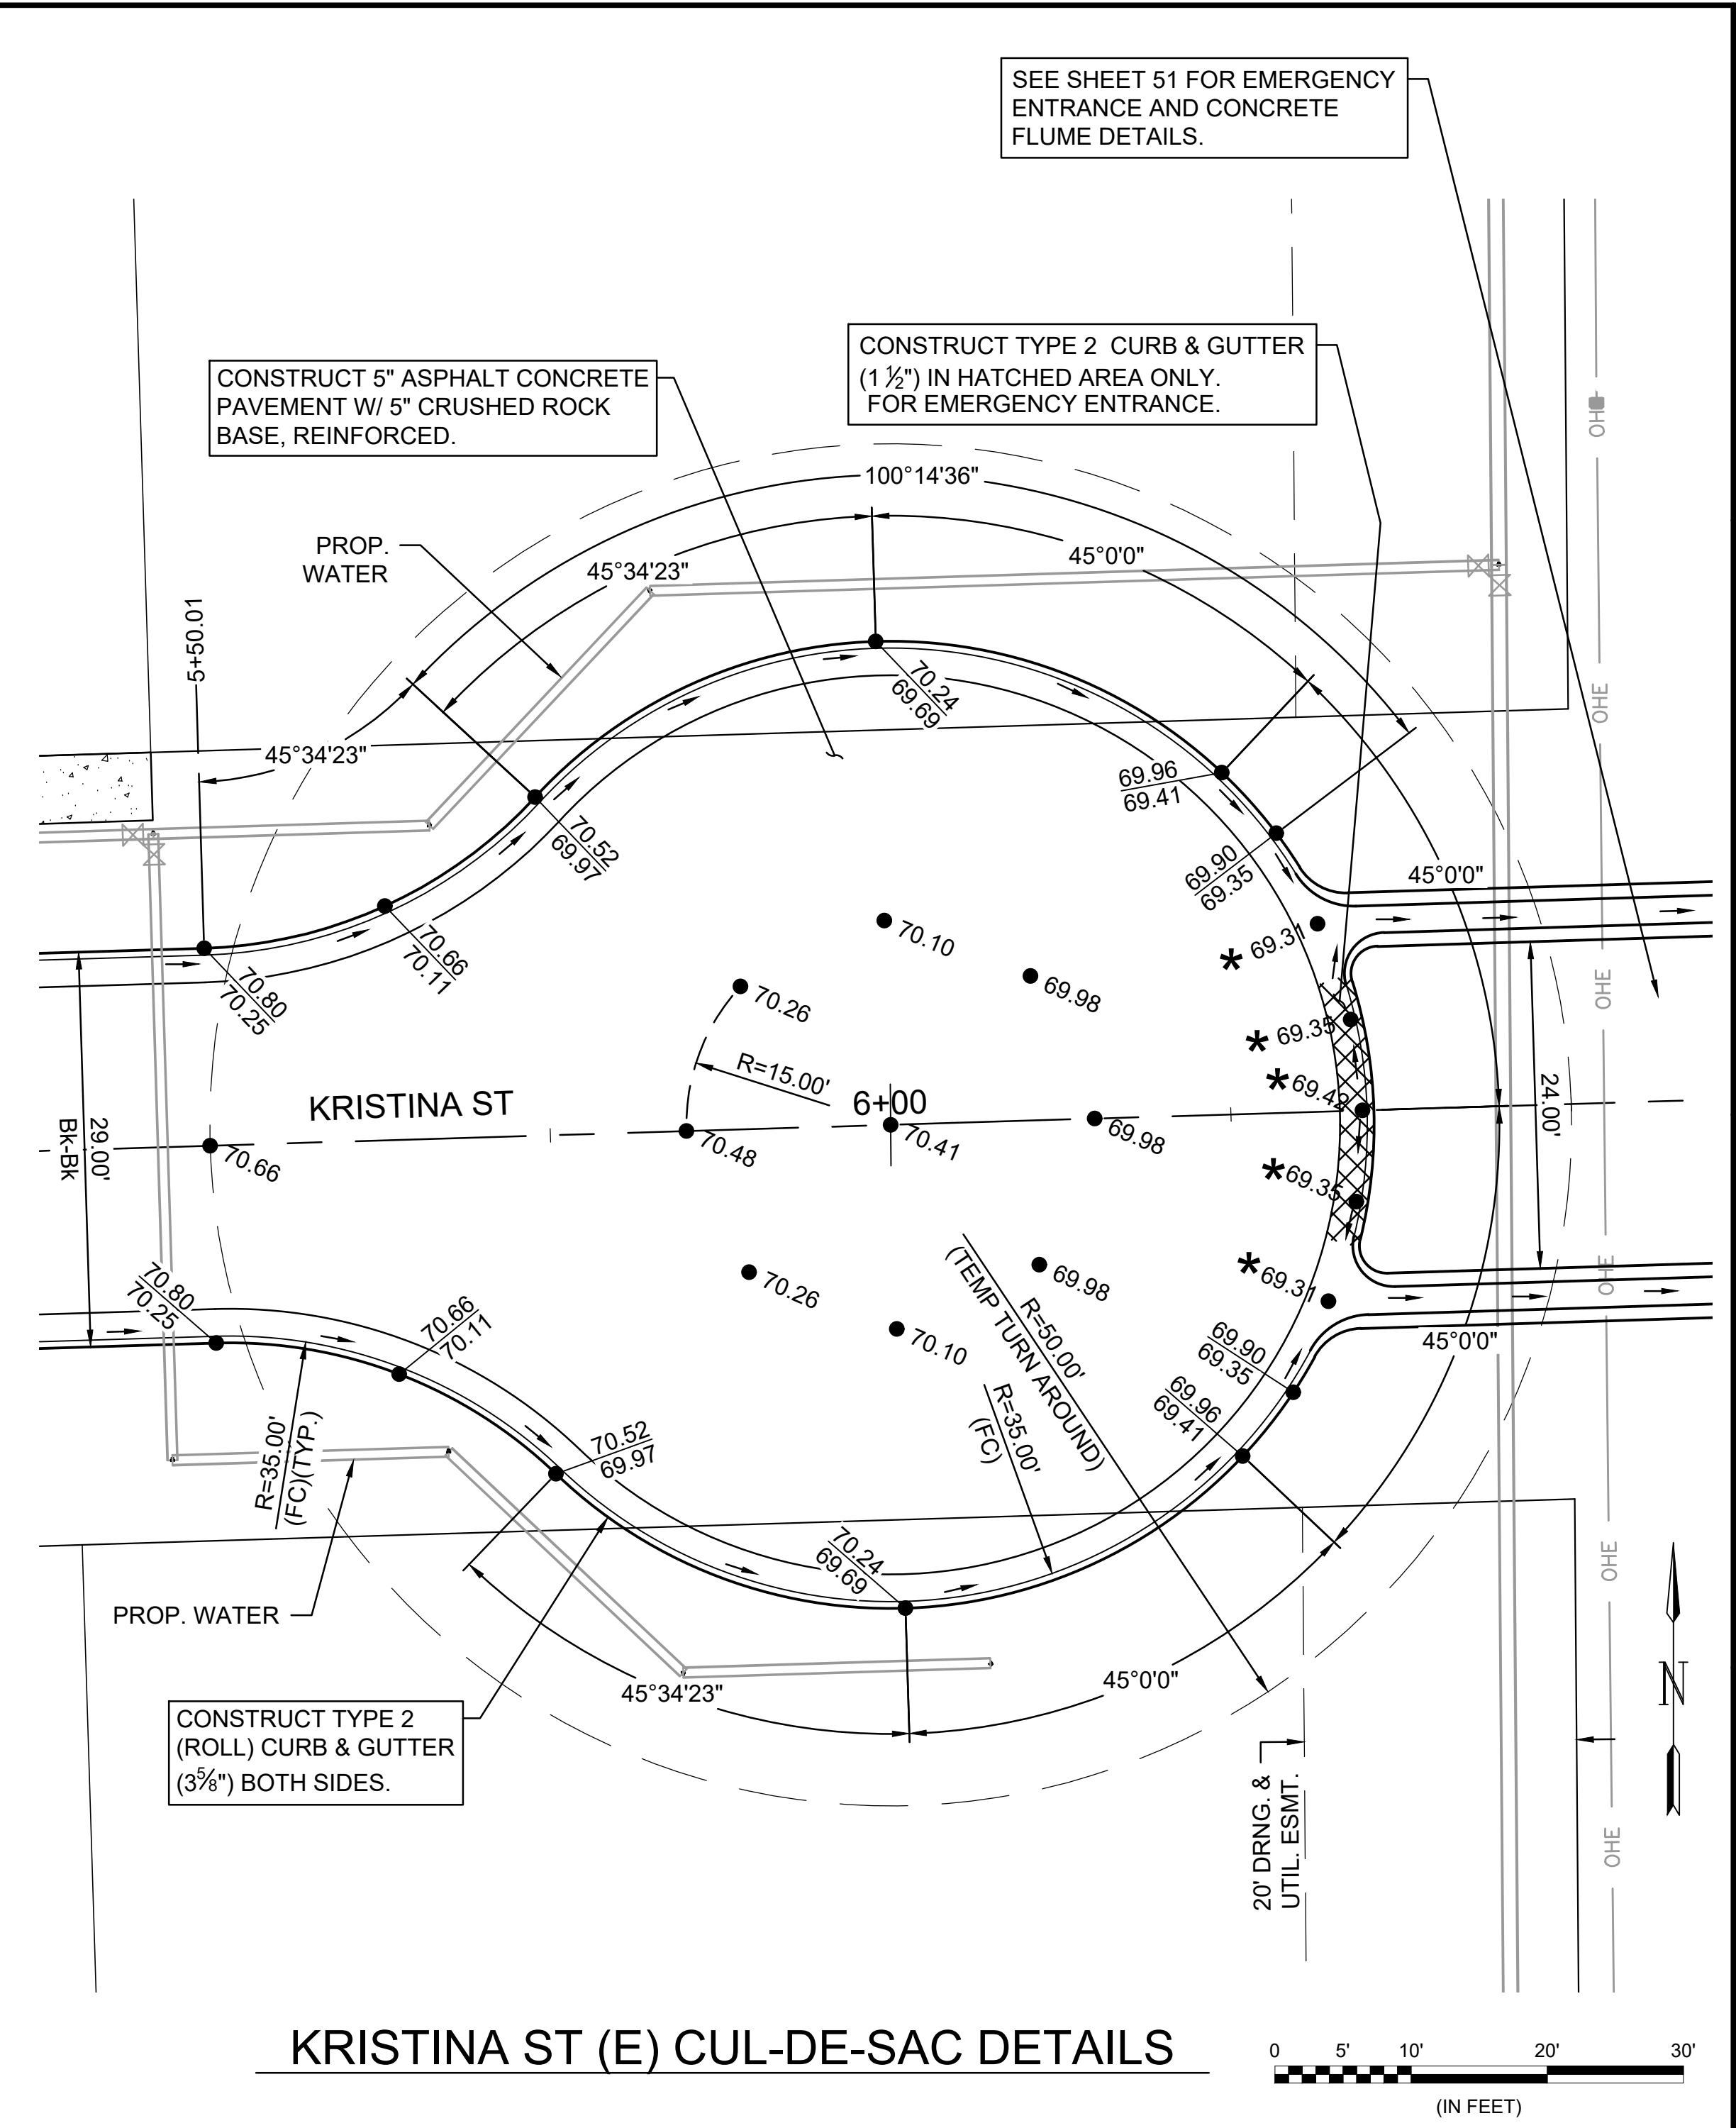 SEE SHEET 51 FOR EMERGENCY
ENTRANCE AND CONCRETE
FLUME DETAILS.
CONSTRUCT TYPE 2 CURB & GUTTER
(1 ½") IN HATCHED AREA ONLY.
FOR EMERGENCY ENTRANCE.
CONSTRUCT 5" ASPHALT CONCRETE
PAVEMENT W/ 5" CRUSHED ROCK
BASE, REINFORCED.
OHE
100°14'36"
PROP.
WATER
45°34'23"
45°0'0"
5+50.01
OHE
70.24
69.69
45°34'23"
69.96
69.41
70.52
69.97
69.90
69.35
45°0'0"
70.10
* 69.31
70.66
70.11
69.98
70.80
70.25
70.26
OHE
* 69.35
R=15.00'
* 69.42
KRISTINA ST
6+00
24.00'
29.00'
Bk-Bk
70.66
70.48
70.41
69.98
* 69.35
70.80
70.25
70.26
69.98
* 69.31
OHE
70.66
70.11
70.10
R=50.00'
(TEMP TURN AROUND)
69.90
69.35
45°0'0"
R=35.00'
(FC)
69.96
69.41
R=35.00'
(FC)(TYP.)
70.52
69.97
70.24
69.69
OHE
PROP. WATER
45°34'23"
45°0'0"
N
CONSTRUCT TYPE 2
(ROLL) CURB & GUTTER
(3⅝") BOTH SIDES.
20' DRNG. &
UTIL. ESMT.
OHE
KRISTINA ST (E) CUL-DE-SAC DETAILS
0 5' 10' 20' 30'
(IN FEET)